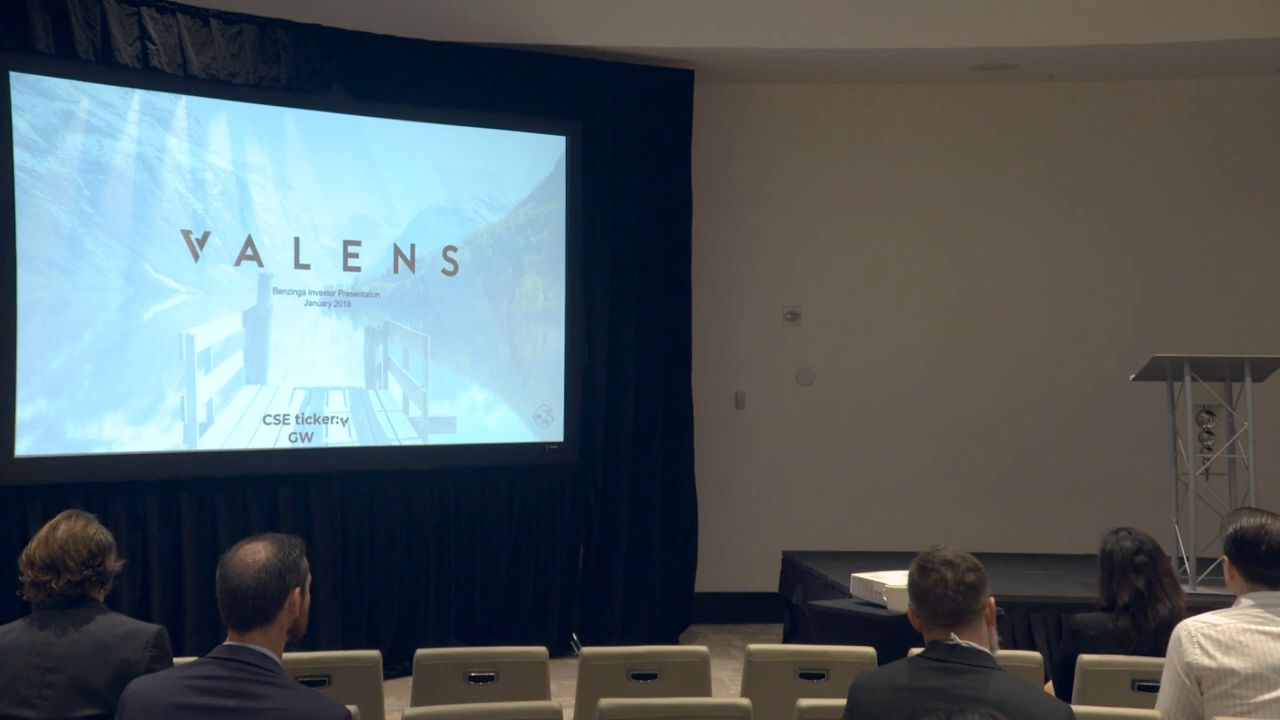 VALENS
Benzinga Investor Presentation
January 2019
CSE ticker:
GW